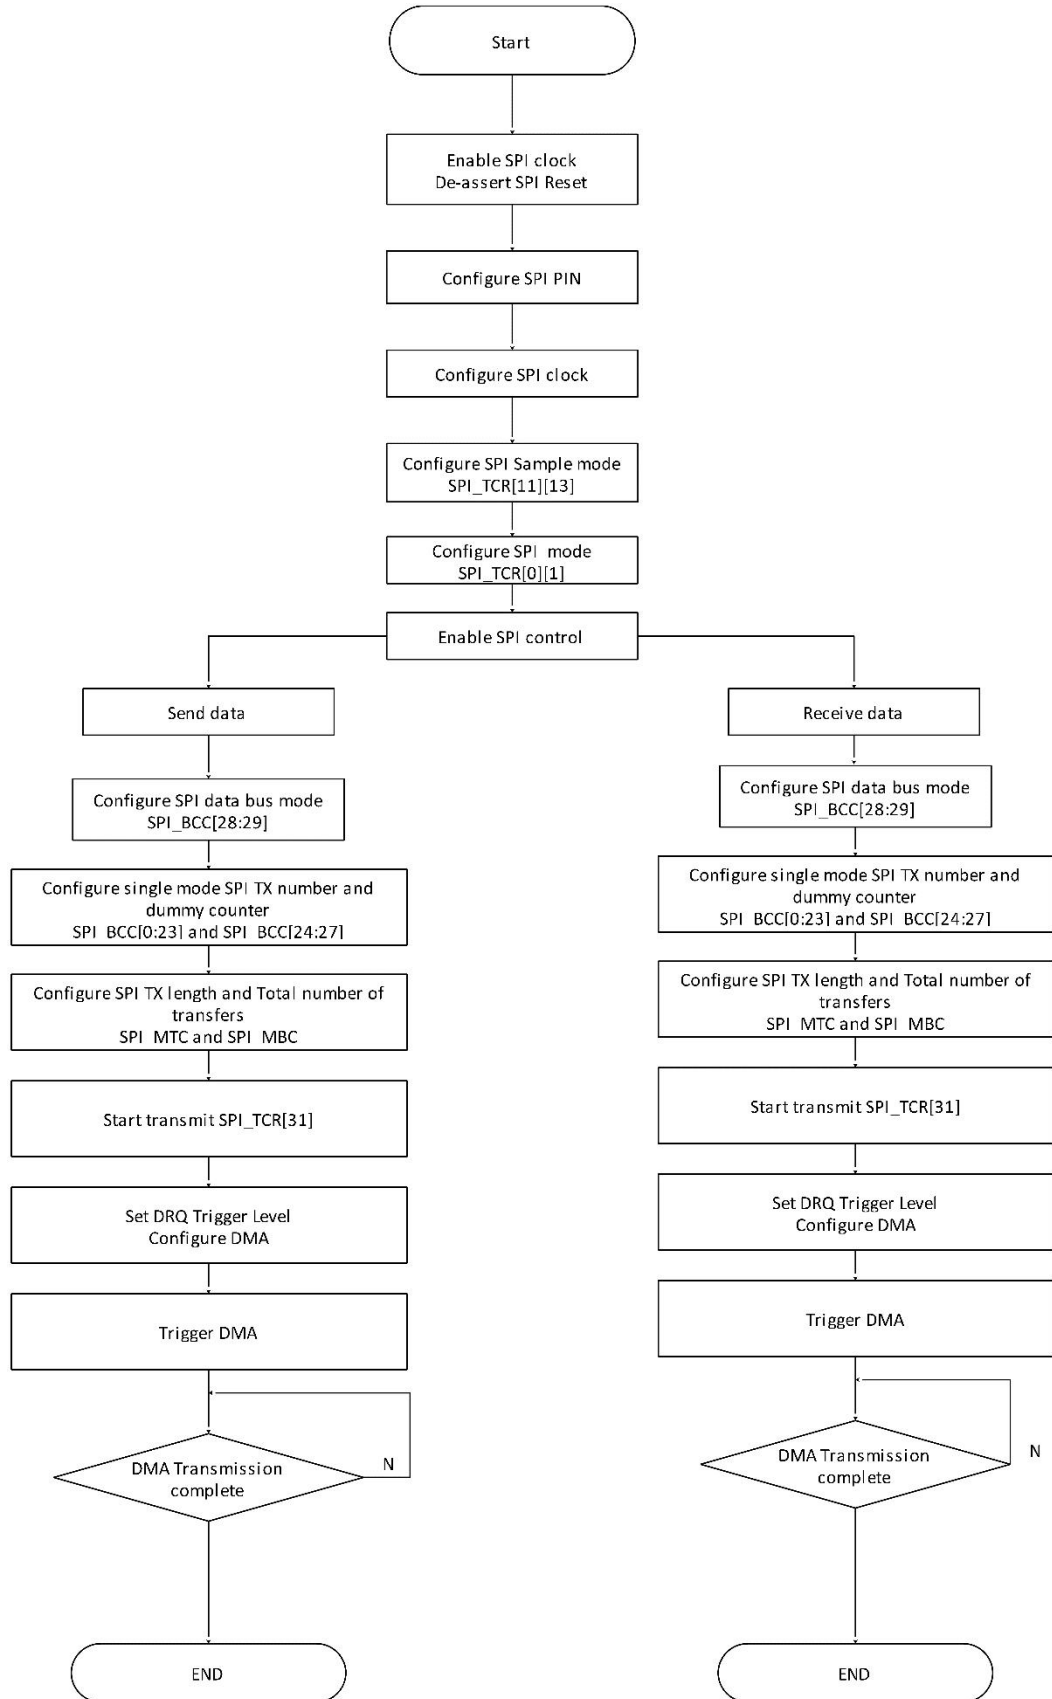 Start
Enable SPI clock
De-assert SPI Reset
Configure SPI PIN
Configure SPI clock
Configure SPI Sample mode
SPI_TCR[11][13]
Configure SPI mode
SPI_TCR[0][1]
Enable SPI control
Send data
Configure SPI data bus mode
SPI_BCC[28:29]
Configure single mode SPI TX number and
dummy counter
SPI_BCC[0:23] and SPI_BCC[24:27]
Configure SPI TX length and Total number of
transfers
SPI_MTC and SPI_MBC
Start transmit SPI_TCR[31]
Set DRQ Trigger Level
Configure DMA
Trigger DMA
DMA Transmission
complete
N
END
Receive data
Configure SPI data bus mode
SPI_BCC[28:29]
Configure single mode SPI TX number and
dummy counter
SPI_BCC[0:23] and SPI_BCC[24:27]
Configure SPI TX length and Total number of
transfers
SPI_MTC and SPI_MBC
Start transmit SPI_TCR[31]
Set DRQ Trigger Level
Configure DMA
Trigger DMA
DMA Transmission
complete
N
END